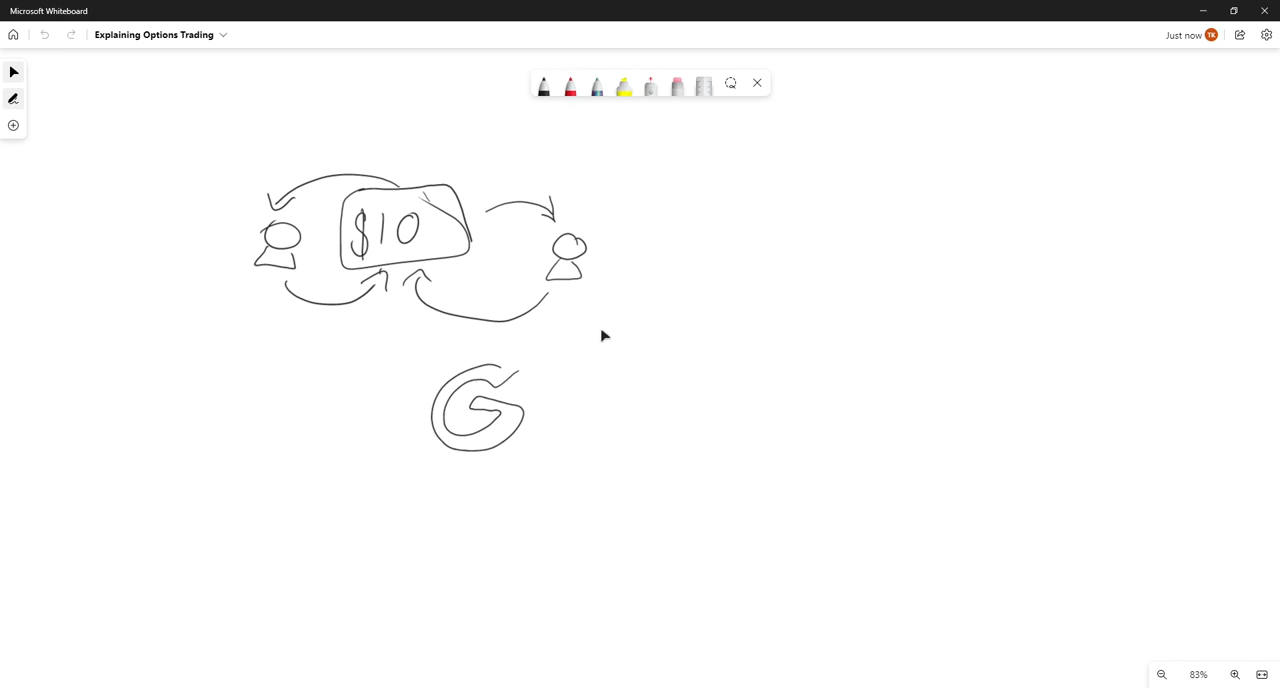 Microsoft Whiteboard
Explaining Options Trading
Just now TK
$10
G
83%